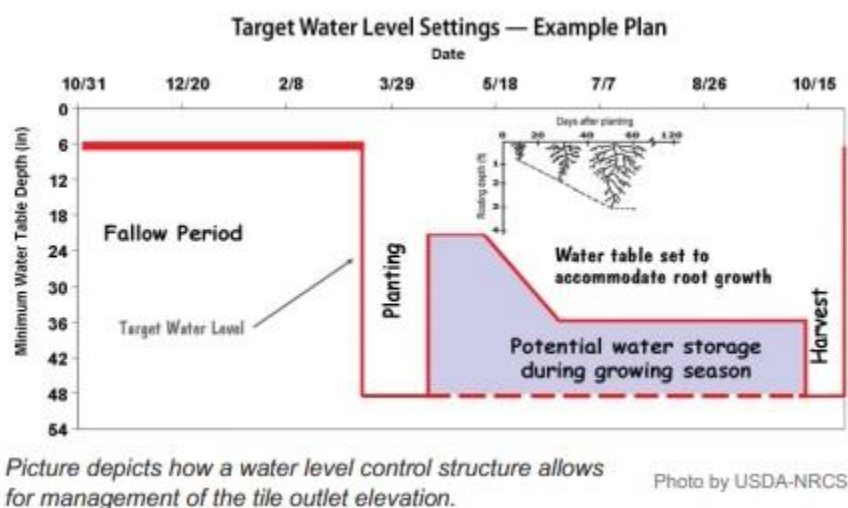 Target Water Level Settings — Example Plan
Date
10/31 12/20 2/8 3/29 5/18 7/7 8/26 10/15
Minimum Water Table Depth (in)
0
6
12
18
24
30
36
42
48
54
Days after planting
0 20 40 60 120
Rooting depth (ft)
1
2
3
4
Fallow Period
Target Water Level
Planting
Water table set to
accommodate root growth
Potential water storage
during growing season
Harvest
Picture depicts how a water level control structure allows
for management of the tile outlet elevation.
Photo by USDA-NRCS